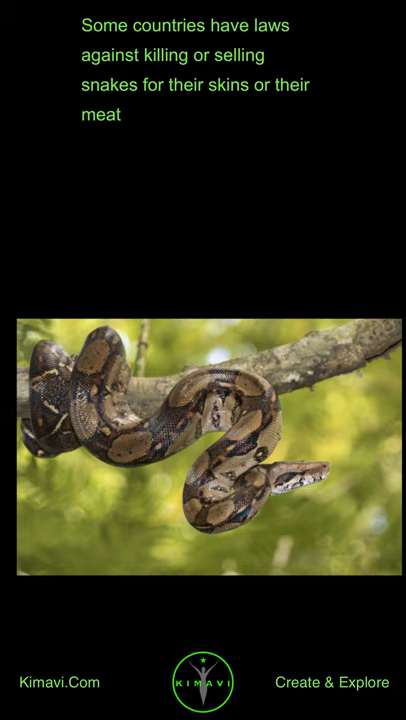 Some countries have laws
against killing or selling
snakes for their skins or their
meat
Kimavi.Com
KIMAVI
Create & Explore